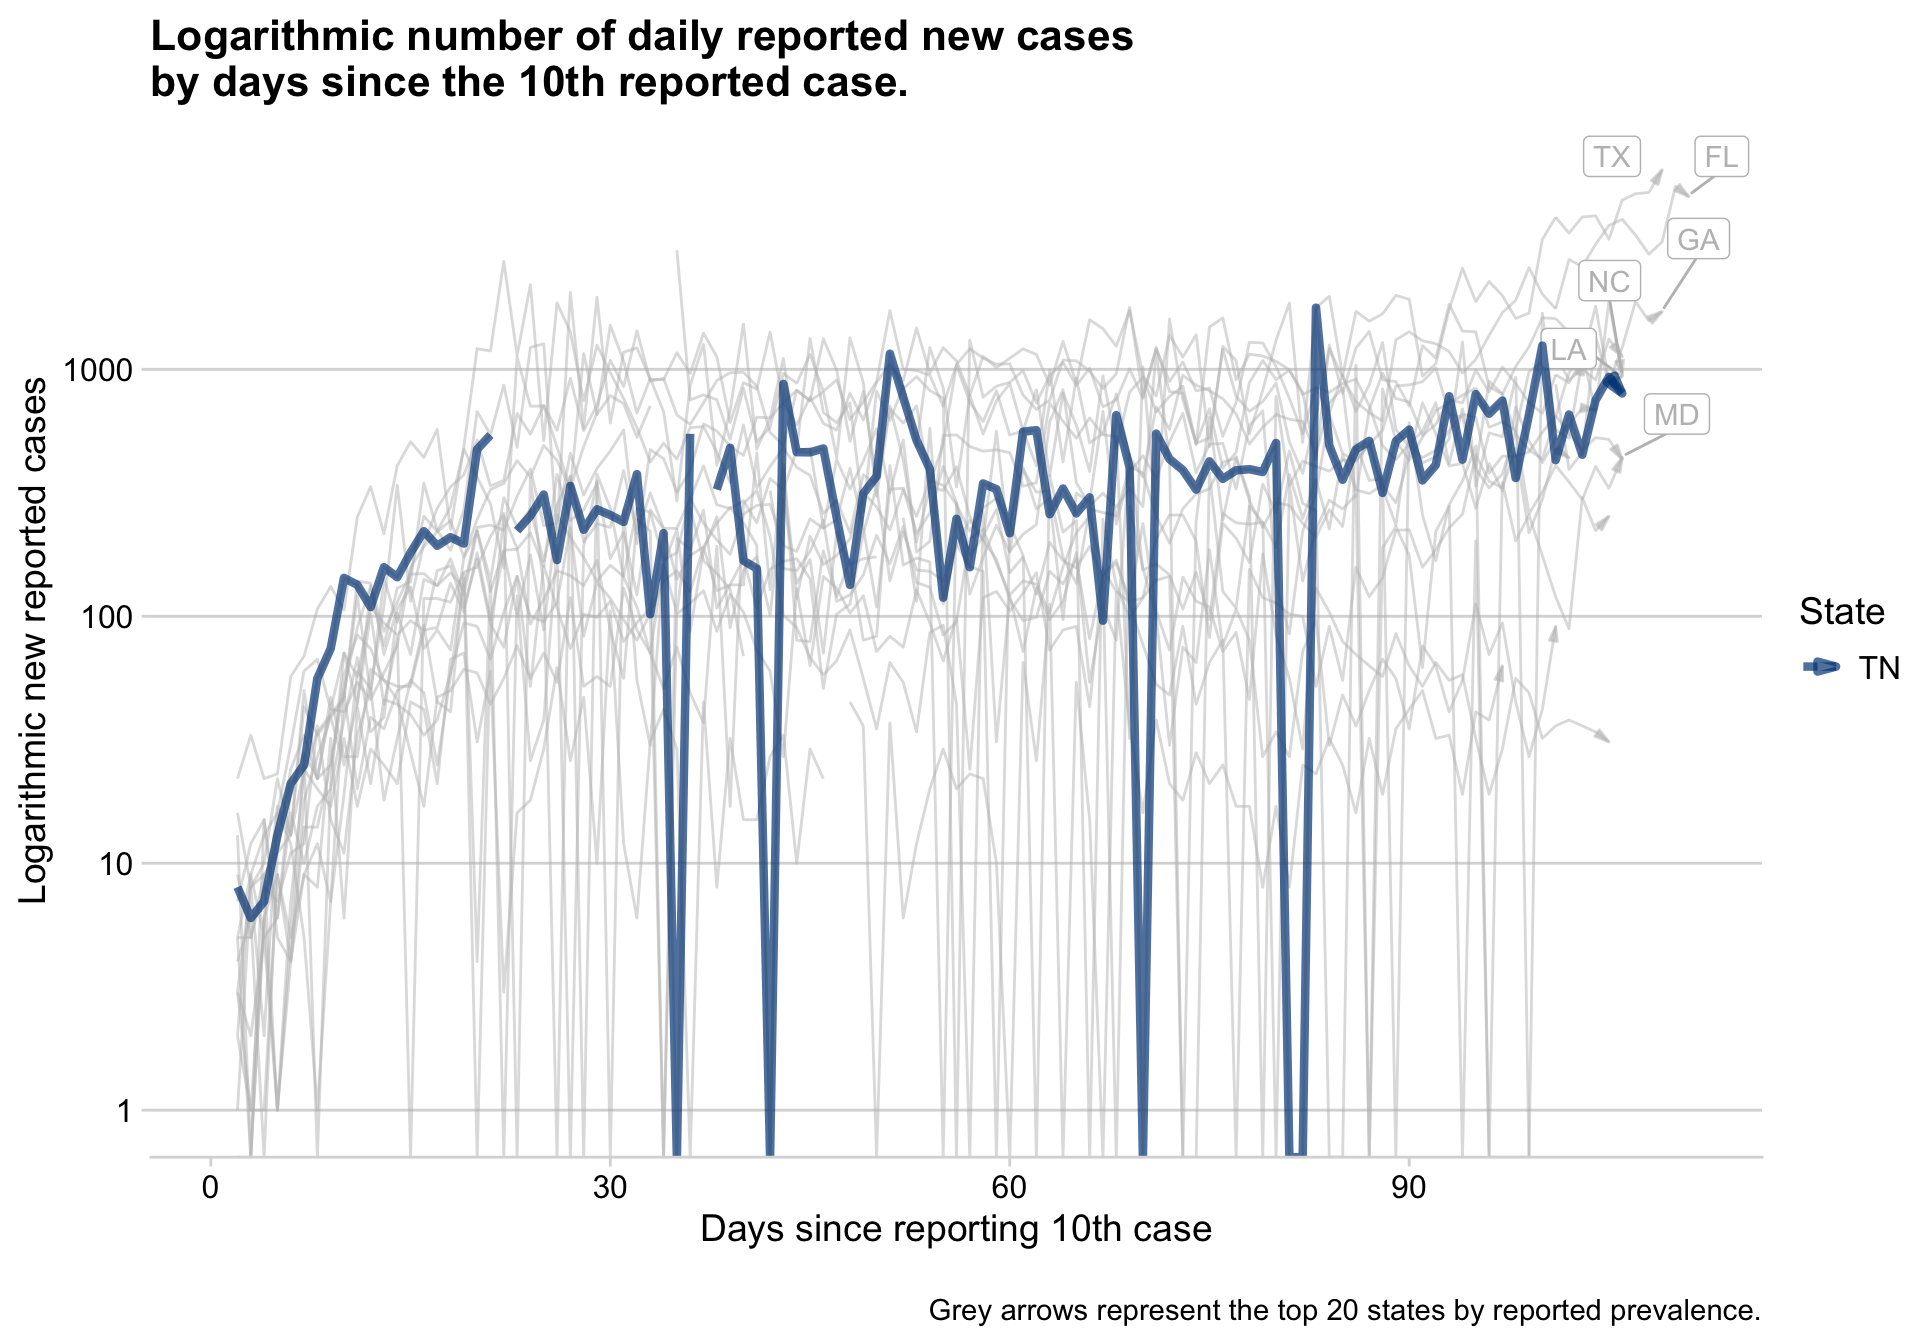 Logarithmic number of daily reported new cases
by days since the 10th reported case.
TX
FL
GA
NC
LA
MD
1000
100
10
1
Logarithmic new reported cases
0
30
60
90
Days since reporting 10th case
State
TN
Grey arrows represent the top 20 states by reported prevalence.